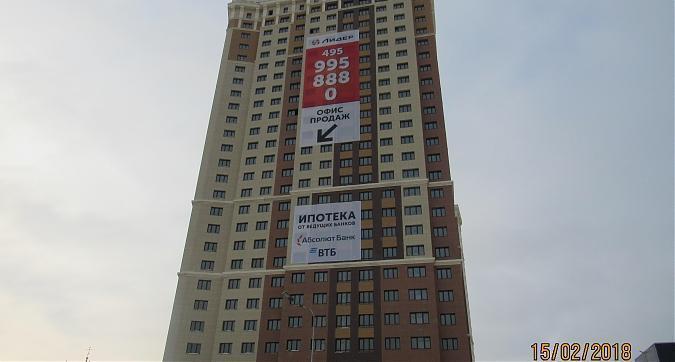 ЛИДЕР
495
995
888
0
ОФИС
ПРОДАЖ
ИПОТЕКА
ОТ ВЕДУЩИХ БАНКОВ
Абсолют Банк
ВТБ
15/02/2018